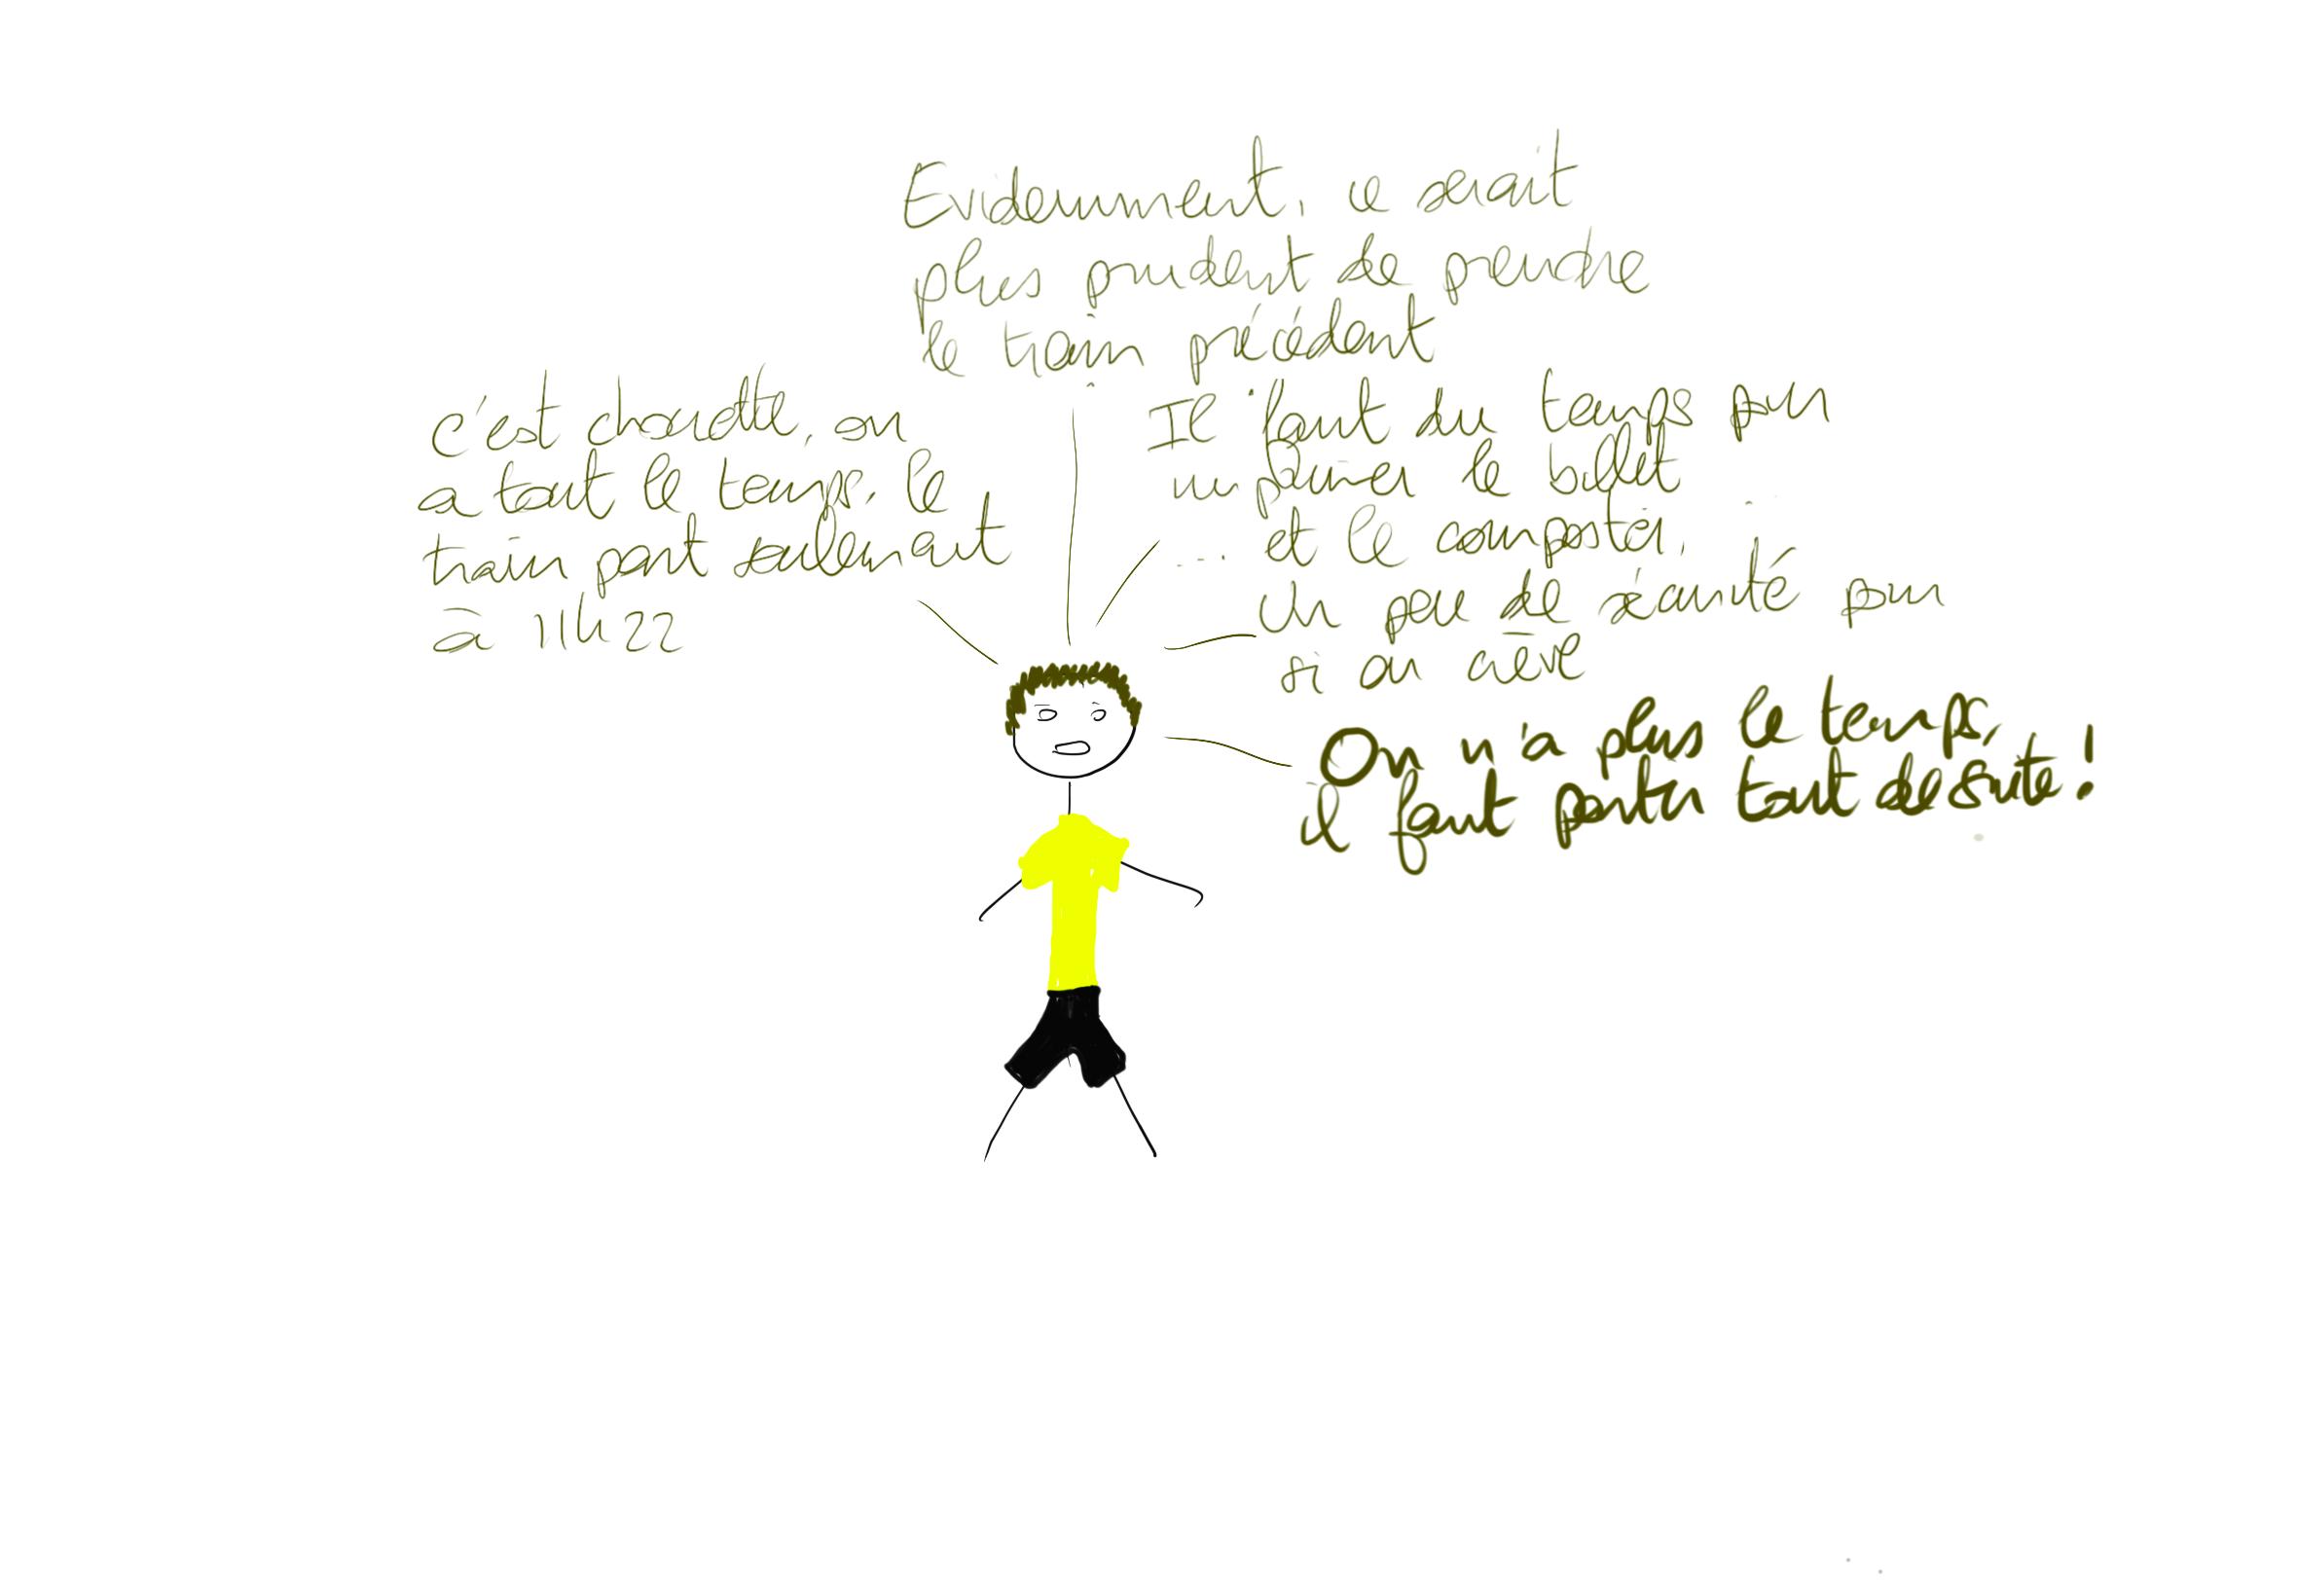 c'est chouette, on
a tout le temps, le
train part seulement
à 11h22
Evidemment, ce serait
plus prudent de prendre
le train précédent
Il faut du temps pour
imprimer le billet
... et le composter.
Un peu de sécurité pour
si on crève
On n'a plus le temps,
il faut partir tout de suite!